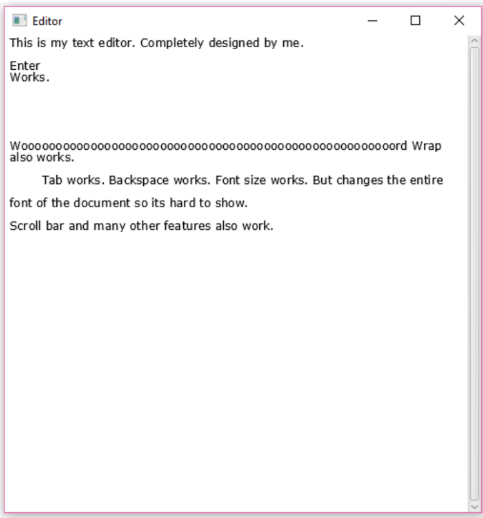 Editor
This is my text editor. Completely designed by me.
Enter
Works.
Wooooooooooooooooooooooooooooooooooooooooooooooooooooooord Wrap
also works.
Tab works. Backspace works. Font size works. But changes the entire
font of the document so its hard to show.
Scroll bar and many other features also work.